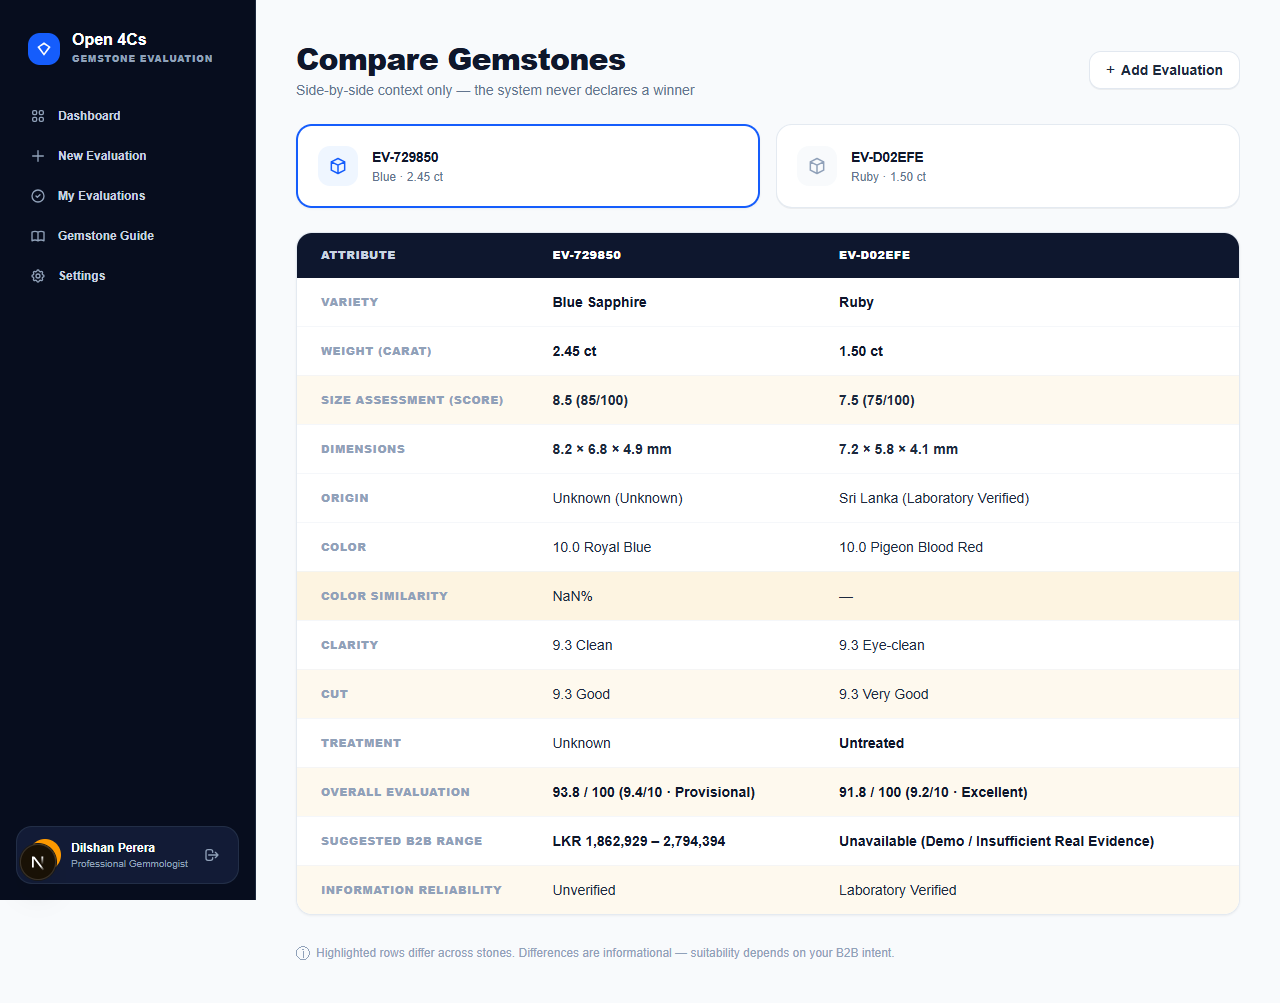 Open 4Cs
GEMSTONE EVALUATION
Dashboard
New Evaluation
My Evaluations
Gemstone Guide
Settings
N
Dilshan Perera
Professional Gemmologist
Compare Gemstones
Side-by-side context only — the system never declares a winner
+ Add Evaluation
EV-729850
Blue · 2.45 ct
EV-D02EFE
Ruby · 1.50 ct
ATTRIBUTE EV-729850 EV-D02EFE
VARIETY Blue Sapphire Ruby
WEIGHT (CARAT) 2.45 ct 1.50 ct
SIZE ASSESSMENT (SCORE) 8.5 (85/100) 7.5 (75/100)
DIMENSIONS 8.2 × 6.8 × 4.9 mm 7.2 × 5.8 × 4.1 mm
ORIGIN Unknown (Unknown) Sri Lanka (Laboratory Verified)
COLOR 10.0 Royal Blue 10.0 Pigeon Blood Red
COLOR SIMILARITY NaN% —
CLARITY 9.3 Clean 9.3 Eye-clean
CUT 9.3 Good 9.3 Very Good
TREATMENT Unknown Untreated
OVERALL EVALUATION 93.8 / 100 (9.4/10 · Provisional) 91.8 / 100 (9.2/10 · Excellent)
SUGGESTED B2B RANGE LKR 1,862,929 – 2,794,394 Unavailable (Demo / Insufficient Real Evidence)
INFORMATION RELIABILITY Unverified Laboratory Verified
Highlighted rows differ across stones. Differences are informational — suitability depends on your B2B intent.